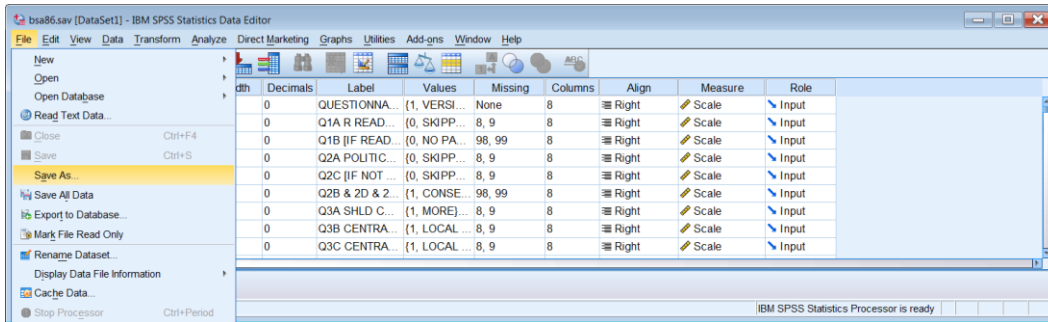 bsa86.sav [DataSet1] - IBM SPSS Statistics Data Editor
File Edit View Data Transform Analyze Direct Marketing Graphs Utilities Add-ons Window Help
New
Open
Open Database
Read Text Data...
Close Ctrl+F4
Save Ctrl+S
Save As...
Save All Data
Export to Database...
Mark File Read Only
Rename Dataset...
Display Data File Information
Cache Data...
Stop Processor Ctrl+Period
dth Decimals Label Values Missing Columns Align Measure Role
0 QUESTIONNA... {1, VERSI... None 8 Right Scale Input
0 Q1A R READ... {0, SKIPP... 8, 9 8 Right Scale Input
0 Q1B [IF READ... {0, NO PA... 98, 99 8 Right Scale Input
0 Q2A POLITIC... {0, SKIPP... 8, 9 8 Right Scale Input
0 Q2C [IF NOT ... {0, SKIPP... 8, 9 8 Right Scale Input
0 Q2B & 2D & 2... {1, CONSE... 98, 99 8 Right Scale Input
0 Q3A SHLD C... {1, MORE}... 8, 9 8 Right Scale Input
0 Q3B CENTRA... {1, LOCAL ... 8, 9 8 Right Scale Input
0 Q3C CENTRA... {1, LOCAL ... 8, 9 8 Right Scale Input
IBM SPSS Statistics Processor is ready